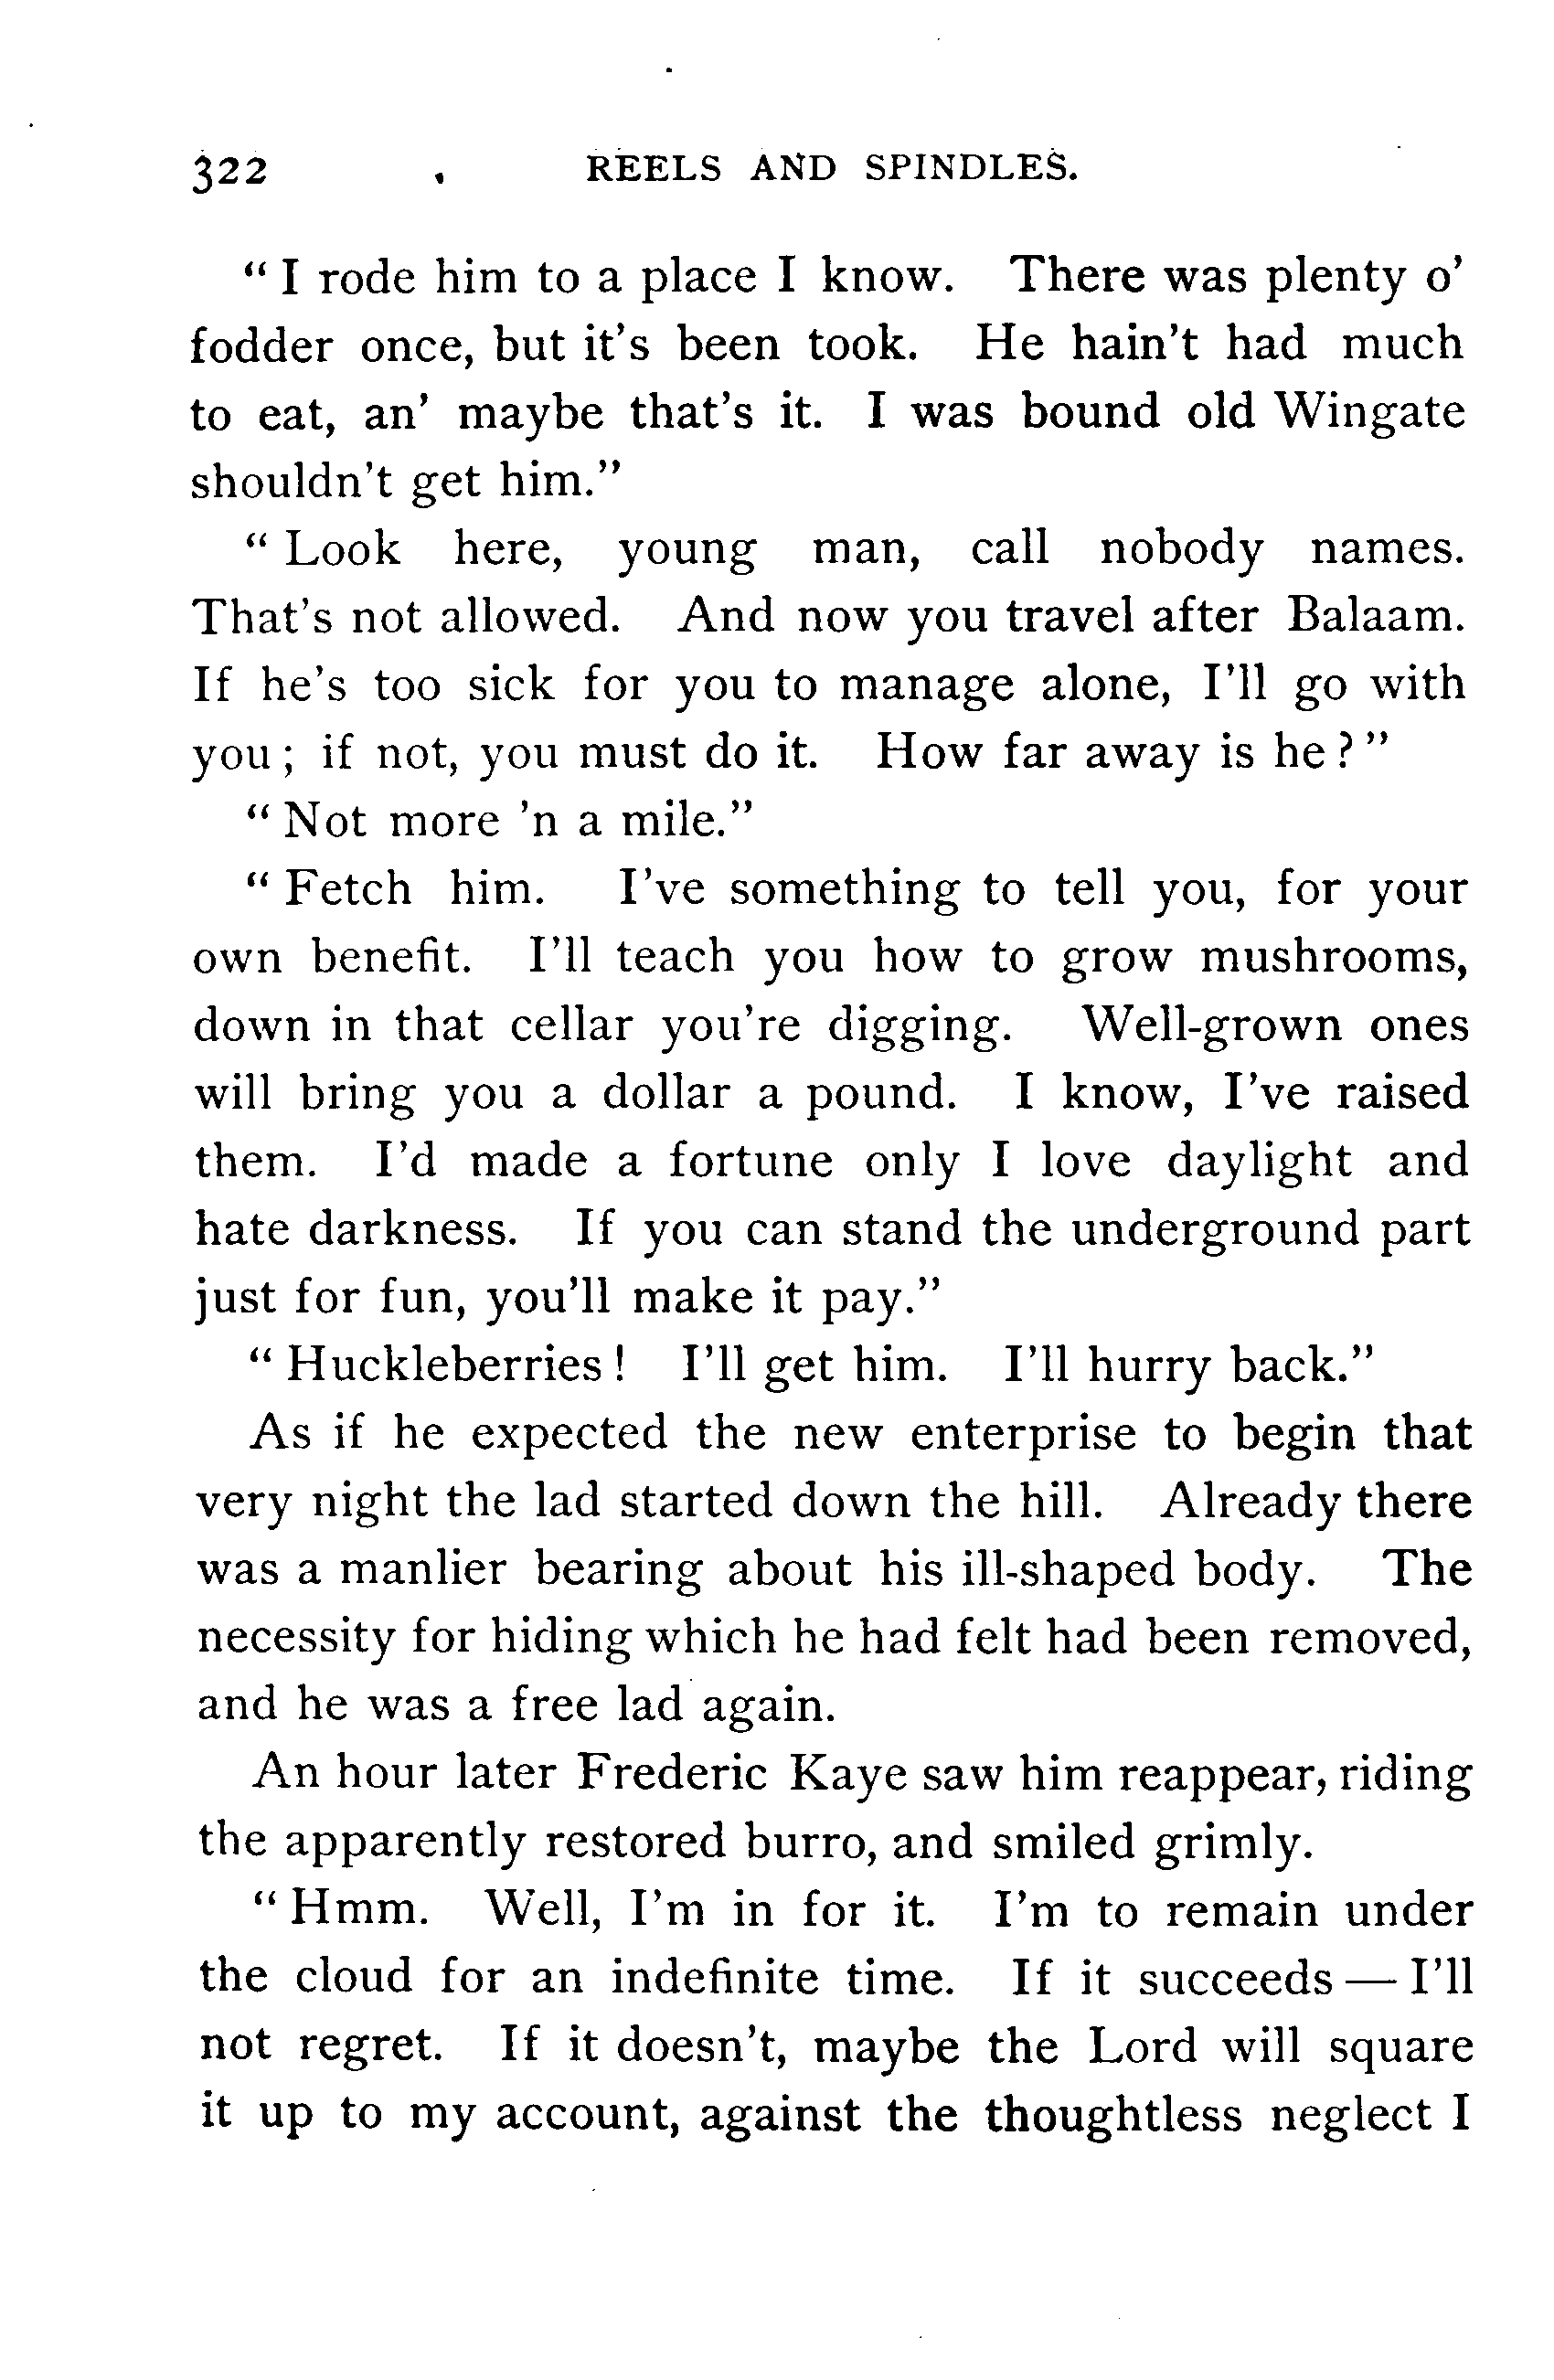 322 REELS AND SPINDLES.
“ I rode him to a place I know. There was plenty o’
fodder once, but it’s been took. He hain’t had much
to eat, an’ maybe that’s it. I was bound old Wingate
shouldn’t get him.”
“ Look here, young man, call nobody names.
That’s not allowed. And now you travel after Balaam.
If he’s too sick for you to manage alone, I’ll go with
you ; if not, you must do it. How far away is he ? ”
“ Not more ’n a mile.”
“ Fetch him. I’ve something to tell you, for your
own benefit. I’ll teach you how to grow mushrooms,
down in that cellar you’re digging. Well-grown ones
will bring you a dollar a pound. I know, I’ve raised
them. I’d made a fortune only I love daylight and
hate darkness. If you can stand the underground part
just for fun, you’ll make it pay.”
“ Huckleberries ! I’ll get him. I’ll hurry back.”
As if he expected the new enterprise to begin that
very night the lad started down the hill. Already there
was a manlier bearing about his ill-shaped body. The
necessity for hiding which he had felt had been removed,
and he was a free lad again.
An hour later Frederic Kaye saw him reappear, riding
the apparently restored burro, and smiled grimly.
“ Hmm. Well, I’m in for it. I’m to remain under
the cloud for an indefinite time. If it succeeds — I’ll
not regret. If it doesn’t, maybe the Lord will square
it up to my account, against the thoughtless neglect I